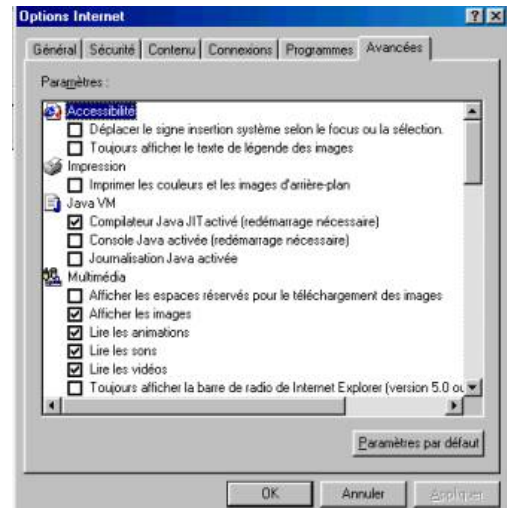 Options Internet
Général Sécurité Contenu Connexions Programmes Avancées
Paramètres :
Accessibilité
Déplacer le signe insertion système selon le focus ou la sélection.
Toujours afficher le texte de légende des images
Impression
Imprimer les couleurs et les images d'arrière-plan
Java VM
Compilateur Java JIT activé (redémarrage nécessaire)
Console Java activée (redémarrage nécessaire)
Journalisation Java activée
Multimédia
Afficher les espaces réservés pour le téléchargement des images
Afficher les images
Lire les animations
Lire les sons
Lire les vidéos
Toujours afficher la barre de radio de Internet Explorer (version 5.0 ou
Paramètres par défaut
OK Annuler Appliquer